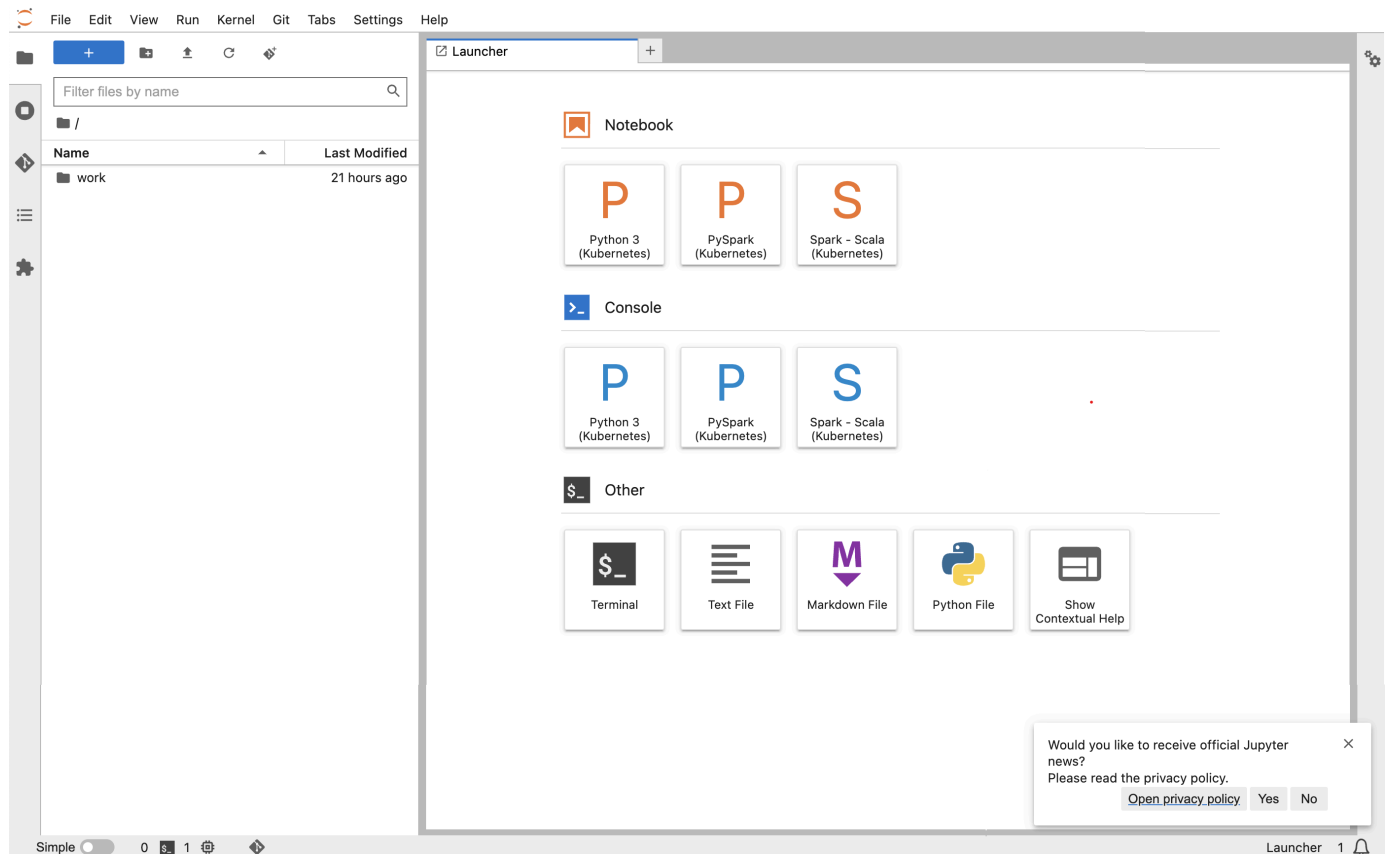 File Edit View Run Kernel Git Tabs Settings Help
+
Filter files by name
/
Name Last Modified
work 21 hours ago
Launcher +
Notebook
P P S
Python 3 PySpark Spark - Scala
(Kubernetes) (Kubernetes) (Kubernetes)
>_ Console
P P S
Python 3 PySpark Spark - Scala
(Kubernetes) (Kubernetes) (Kubernetes)
$_ Other
$_ M
Terminal Text File Markdown File Python File Show
Contextual Help
Would you like to receive official Jupyter
news?
Please read the privacy policy.
Open privacy policy Yes No
Simple 0 $_ 1 Launcher 1